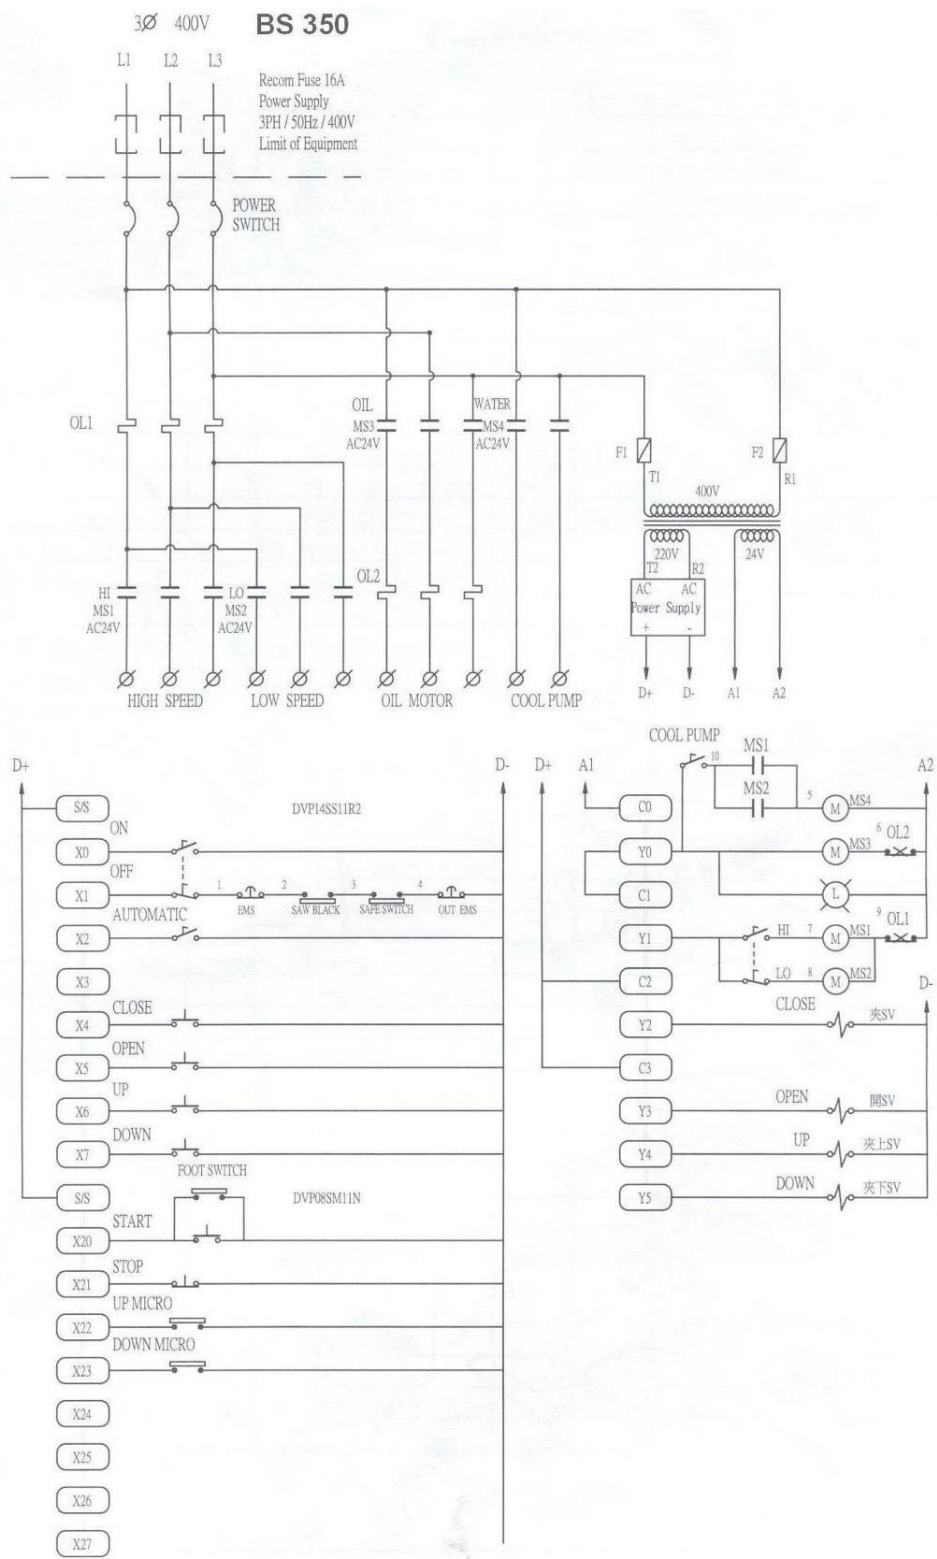 3Ø 400V BS 350
L1 L2 L3
Recom Fuse 16A
Power Supply
3PH / 50Hz / 400V
Limit of Equipment
POWER
SWITCH
OL1
OIL
MS3
AC24V
WATER
MS4
AC24V
F1
T1
F2
R1
400V
220V
24V
T2
R2
AC AC
Power Supply
+ -
HI
MS1
AC24V
LO
MS2
AC24V
OL2
HIGH SPEED
LOW SPEED
OIL MOTOR
COOL PUMP
D+ D- A1 A2
D+ D-
S/S
DVP14SS11R2
ON
X0
OFF
X1
1 2 3 4
EMS SAW BLACK SAFE SWITCH OUT EMS
AUTOMATIC
X2
X3
CLOSE
X4
OPEN
X5
UP
X6
DOWN
X7
FOOT SWITCH
S/S
DVP08SM11N
START
X20
STOP
X21
UP MICRO
X22
DOWN MICRO
X23
X24
X25
X26
X27
D+ A1 A2
COOL PUMP
10
MS1
MS2
C0
5 M MS4
Y0
M MS3 6 OL2
C1
L
Y1
HI 7 M MS1 9 OL1
C2
LO 8 M MS2
D-
CLOSE
Y2
夾SV
C3
OPEN
Y3
開SV
UP
Y4
夾上SV
DOWN
Y5
夾下SV